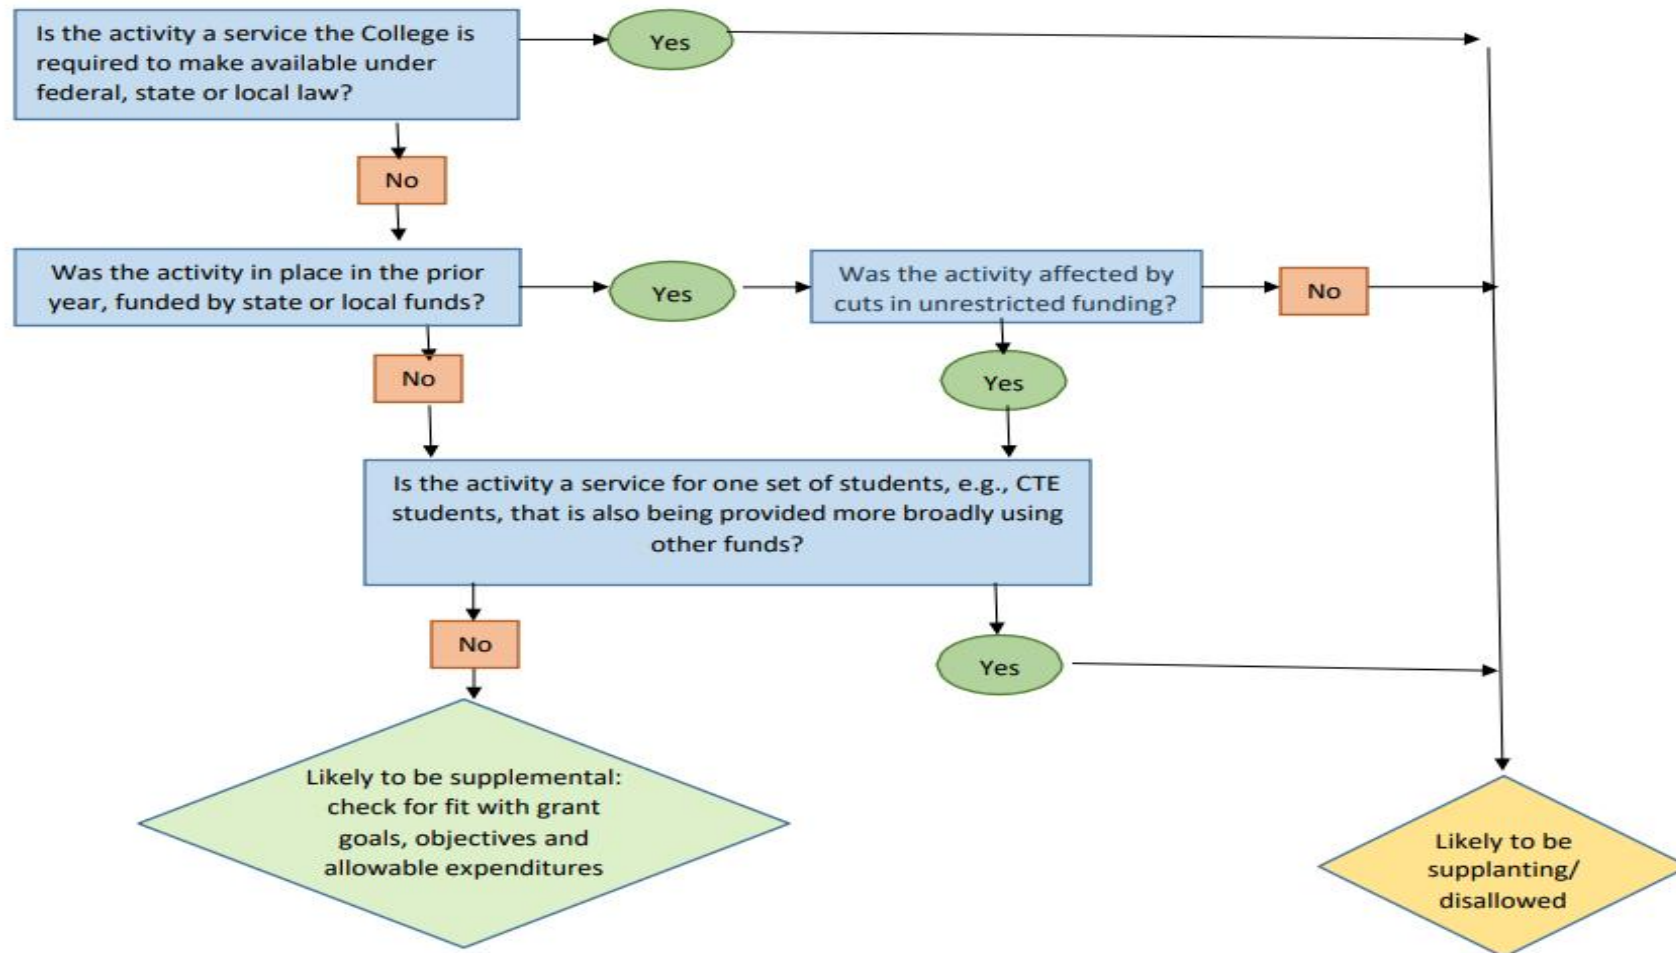 Is the activity a service the College is
required to make available under
federal, state or local law?
Yes
No
Was the activity in place in the prior
year, funded by state or local funds?
Yes
Was the activity affected by
cuts in unrestricted funding?
No
No
Yes
Is the activity a service for one set of students, e.g., CTE
students, that is also being provided more broadly using
other funds?
No
Yes
Likely to be supplemental:
check for fit with grant
goals, objectives and
allowable expenditures
Likely to be
supplanting/
disallowed